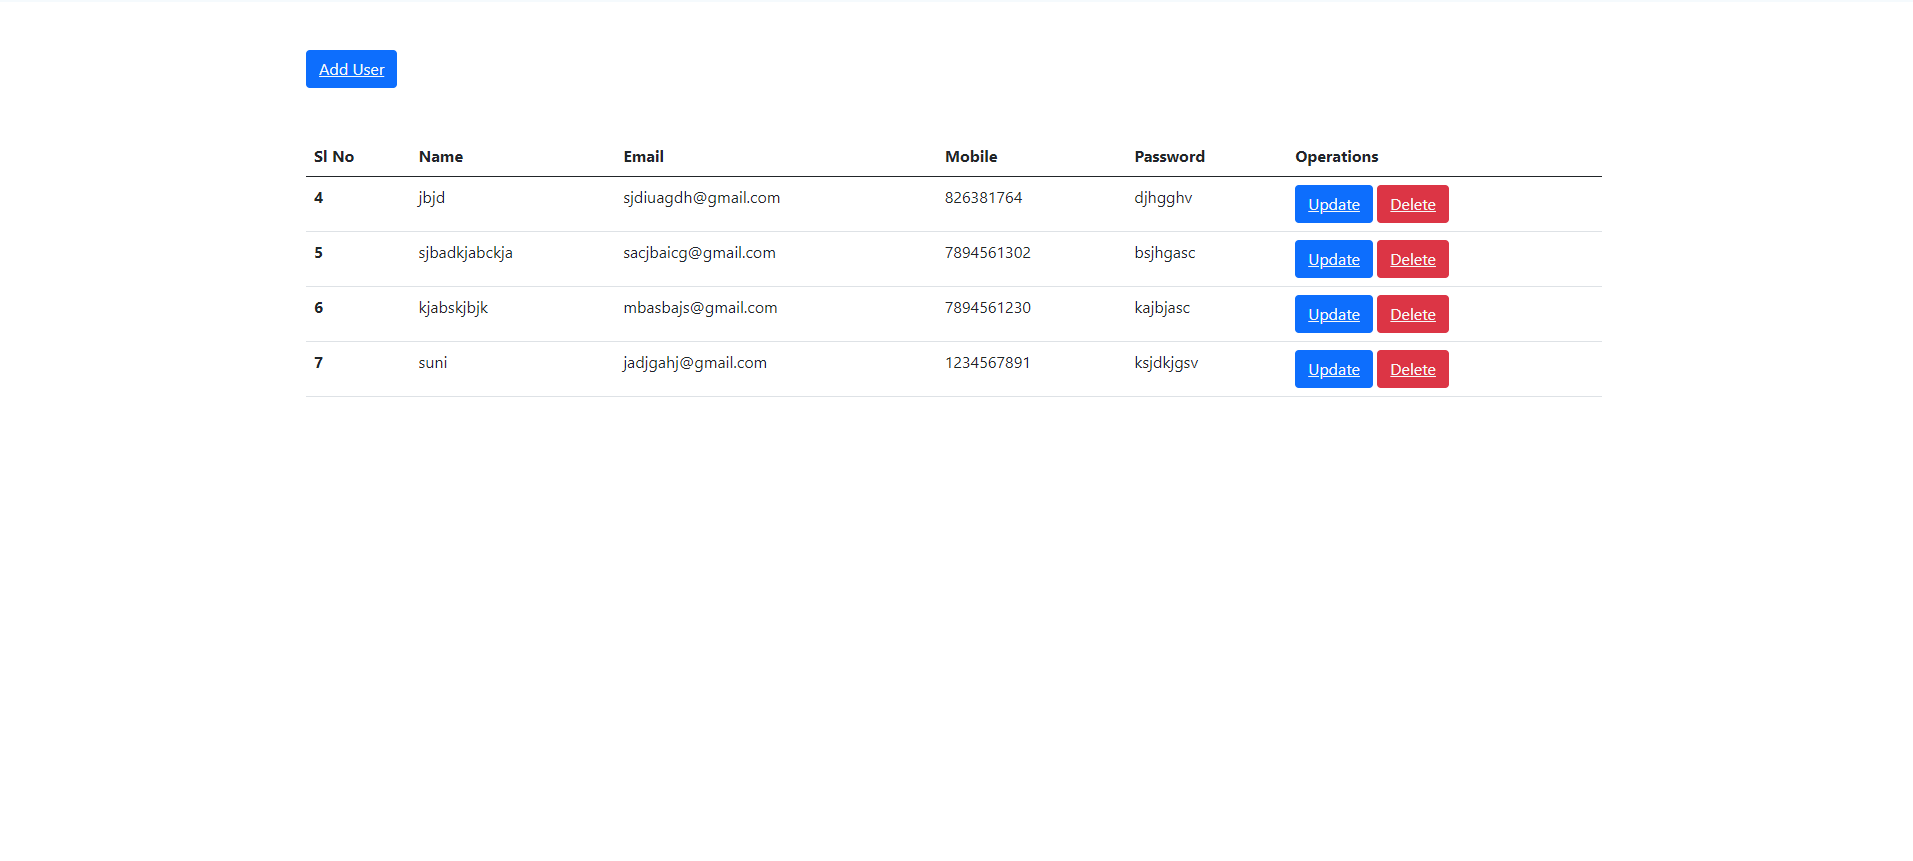 Add User
Sl No Name Email Mobile Password Operations
4 jbjd sjdiuagdh@gmail.com 826381764 djhgghv Update Delete
5 sjbadkjabckja sacjbaicg@gmail.com 7894561302 bsjhgasc Update Delete
6 kjabskjbjk mbasbajs@gmail.com 7894561230 kajbjasc Update Delete
7 suni jadjgahj@gmail.com 1234567891 ksjdkjgsv Update Delete